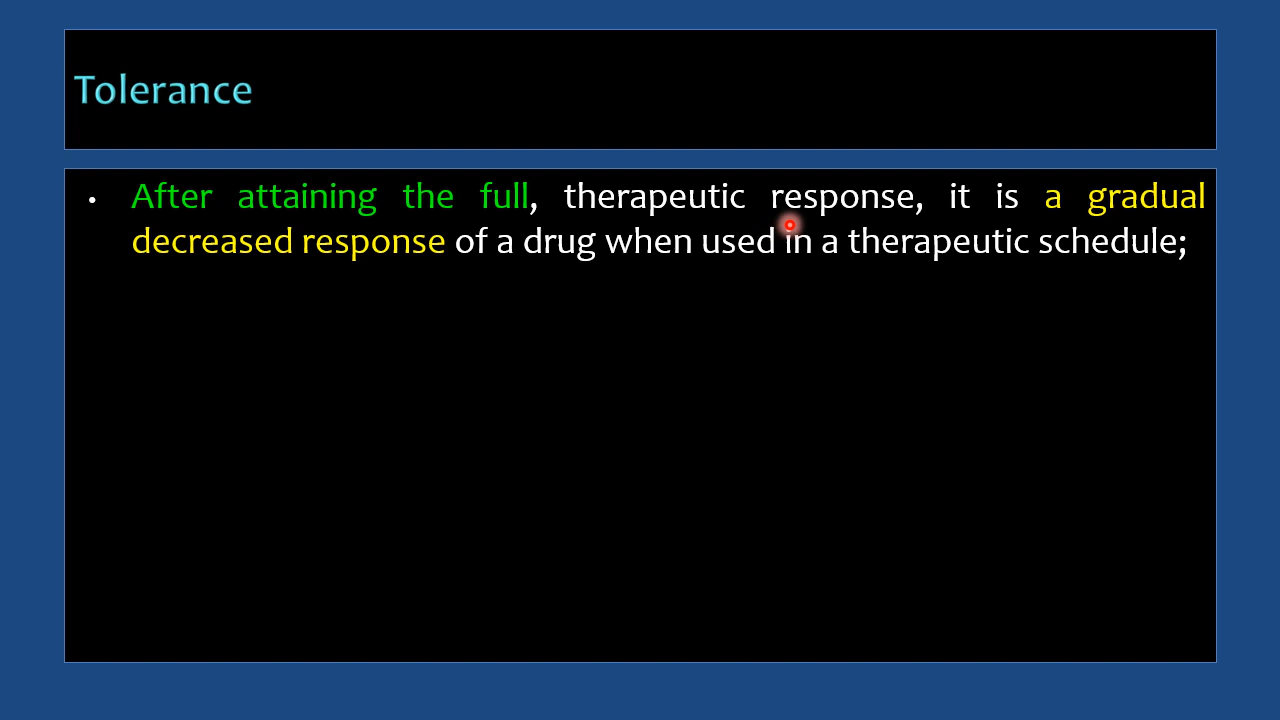 Tolerance
• After attaining the full, therapeutic response, it is a gradual
decreased response of a drug when used in a therapeutic schedule;